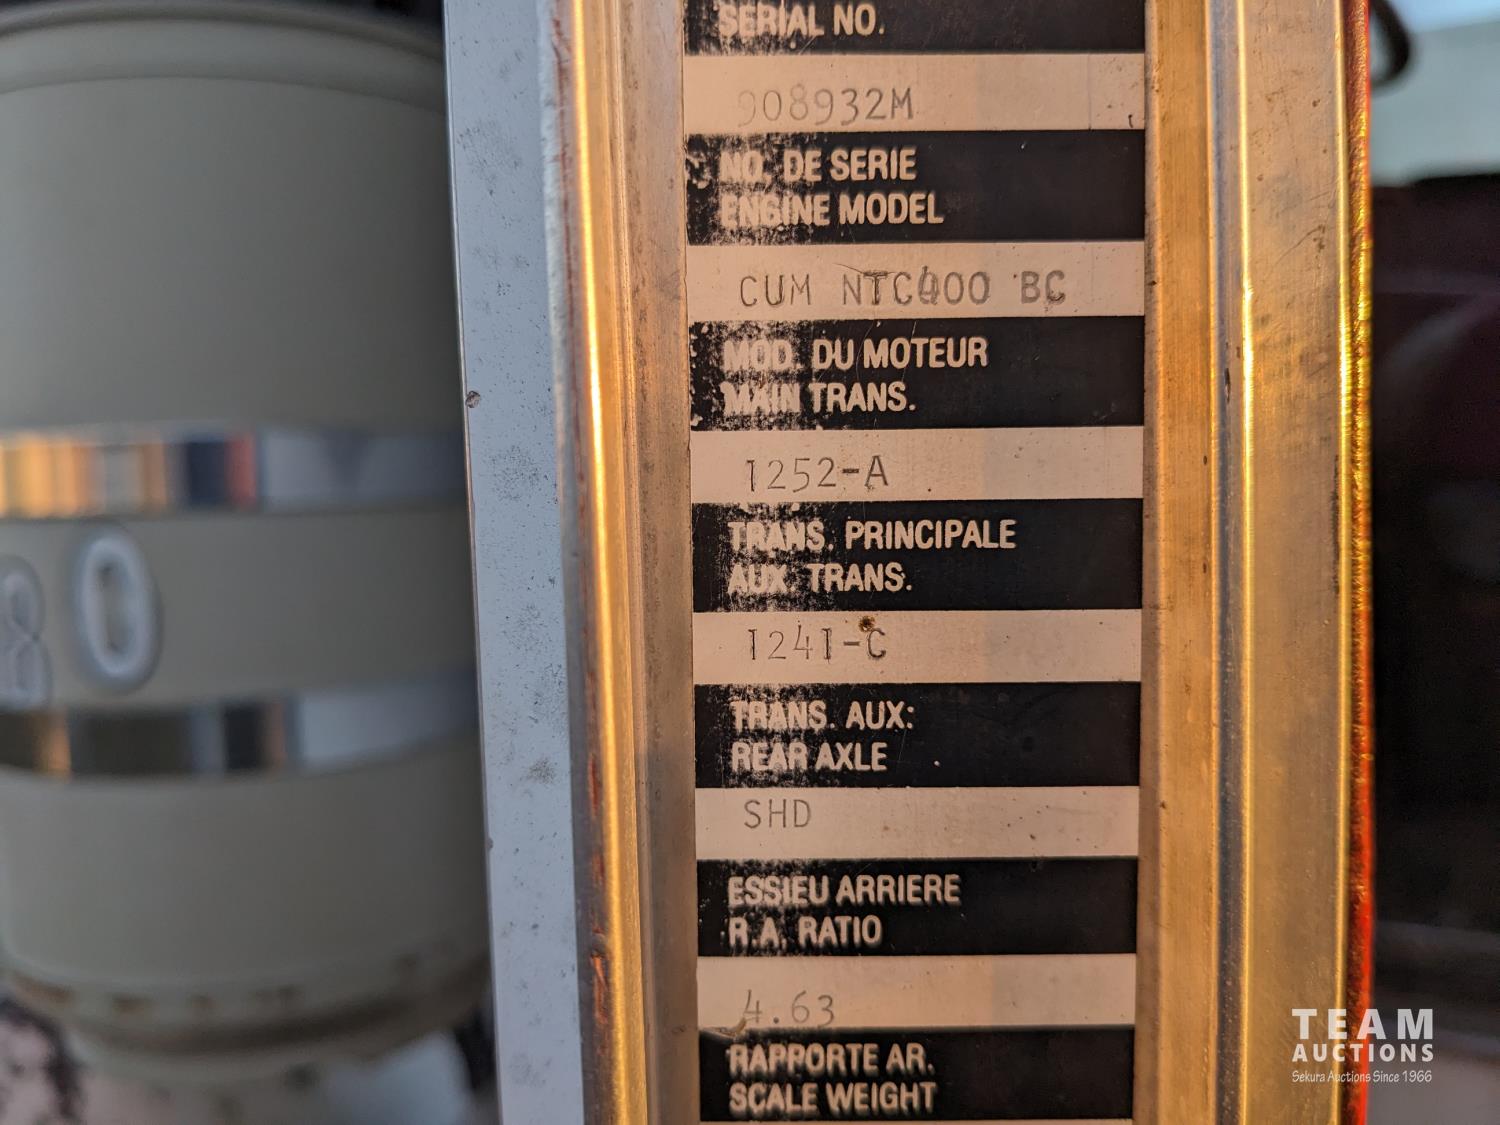 SERIAL NO.
908932M
NO. DE SERIE
ENGINE MODEL
CUM NTC400 BC
MOD. DU MOTEUR
MAIN TRANS.
1252-A
TRANS. PRINCIPALE
AUX. TRANS.
1241-C
TRANS. AUX:
REAR AXLE
SHD
ESSIEU ARRIERE
R.A. RATIO
4.63
RAPPORTE AR.
SCALE WEIGHT
80
TEAM
AUCTIONS
Sekura Auctions Since 1966